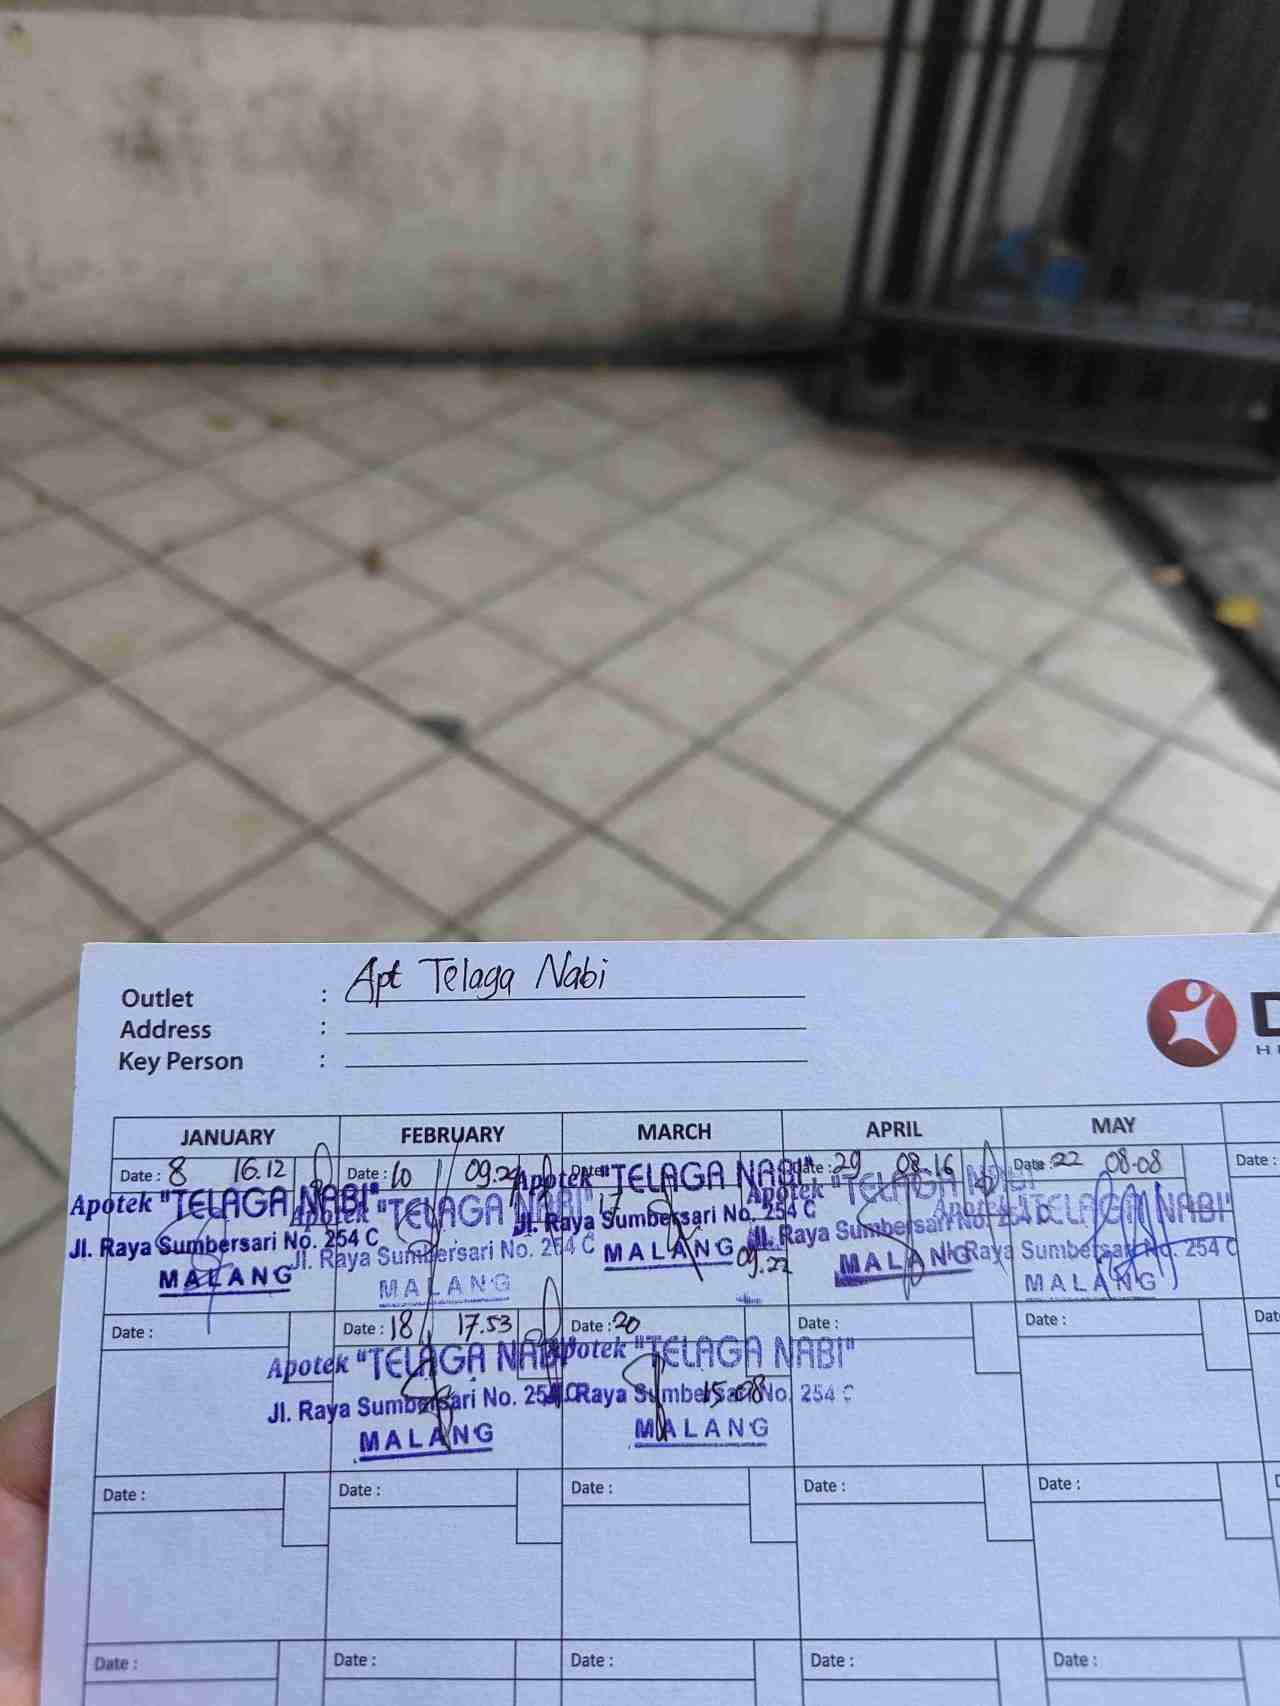 Outlet : Apt Telaga Nabi
Address :
Key Person :
JANUARY FEBRUARY MARCH APRIL MAY
Date : 8 16.12 Date : 10 Date : 17 Date : 29 08.16 Date : 22 08.08 Date :
Apotek "TELAGA NABI" Apotek "TELAGA NABI" Apotek "TELAGA NABI" Apotek "TELAGA NABI" Apotek "TELAGA NABI"
Jl. Raya Sumbersari No. 254 C Jl. Raya Sumbersari No. 254 C Jl. Raya Sumbersari No. 254 C Jl. Raya Sumbersari No. 254 C Jl. Raya Sumbersari No. 254 C
MALANG MALANG MALANG MALANG MALANG
09.22
Date : Date : 18 17.53 Date : 20 Date : Date :
Apotek "TELAGA NABI" Apotek "TELAGA NABI"
Jl. Raya Sumbersari No. 254 C Jl. Raya Sumbersari No. 254 C
15.08
MALANG MALANG
Date : Date : Date : Date : Date :
Date : Date : Date : Date : Date :